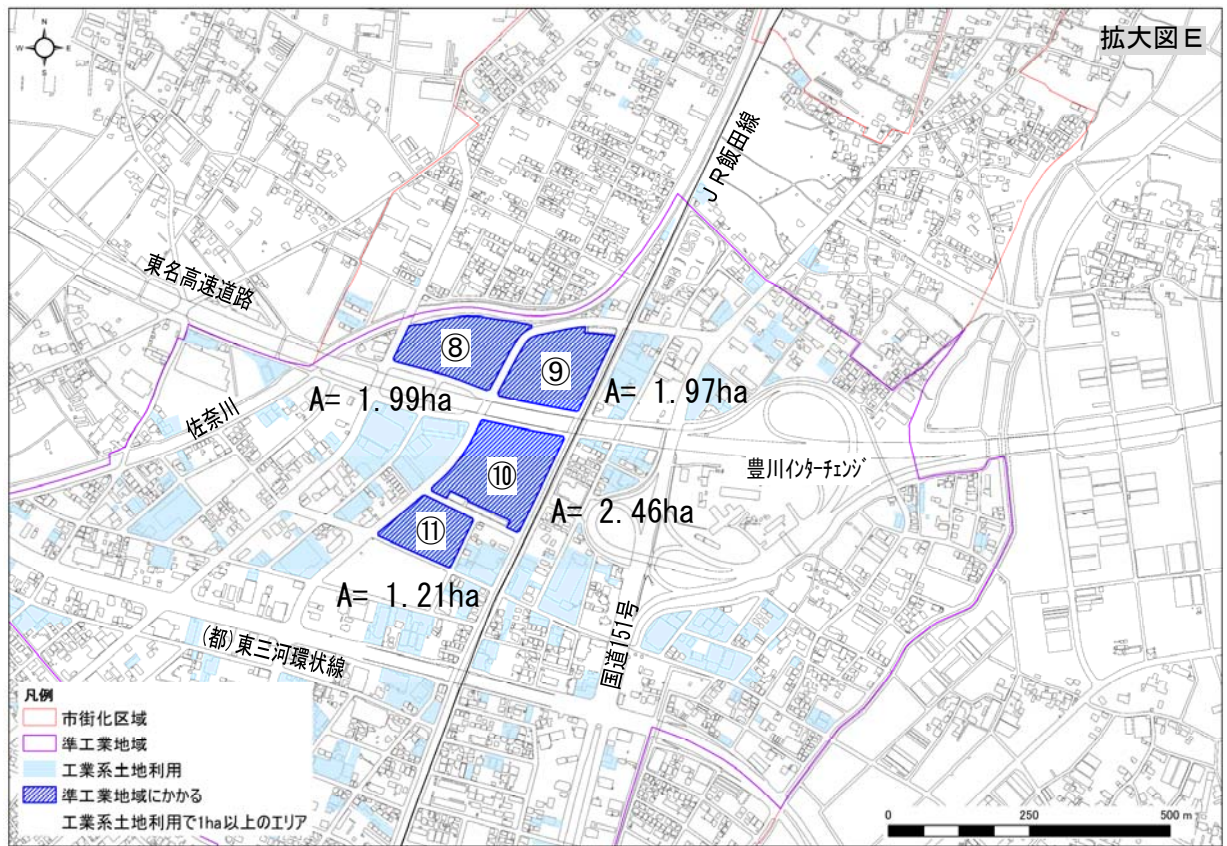 拡大図E
N
W E
S
JR飯田線
東名高速道路
⑧
⑨
A= 1.99ha
A= 1.97ha
佐奈川
豊川インターチェンジ
⑩
A= 2.46ha
⑪
A= 1.21ha
(都)東三河環状線
国道151号
凡例
市街化区域
準工業地域
工業系土地利用
準工業地域にかかる
工業系土地利用で1ha以上のエリア
0 250 500 m